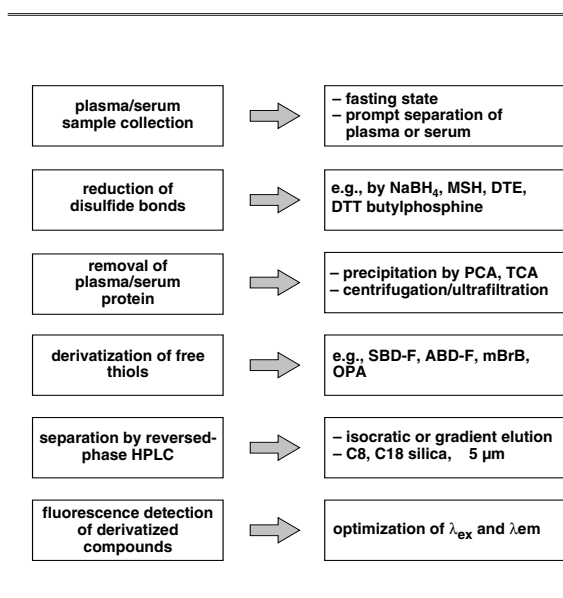 plasma/serum
sample collection
– fasting state
– prompt separation of
plasma or serum
reduction of
disulfide bonds
e.g., by NaBH₄, MSH, DTE,
DTT butylphosphine
removal of
plasma/serum
protein
– precipitation by PCA, TCA
– centrifugation/ultrafiltration
derivatization of free
thiols
e.g., SBD-F, ABD-F, mBrB,
OPA
separation by reversed-
phase HPLC
– isocratic or gradient elution
– C8, C18 silica, 5 µm
fluorescence detection
of derivatized
compounds
optimization of λex and λem